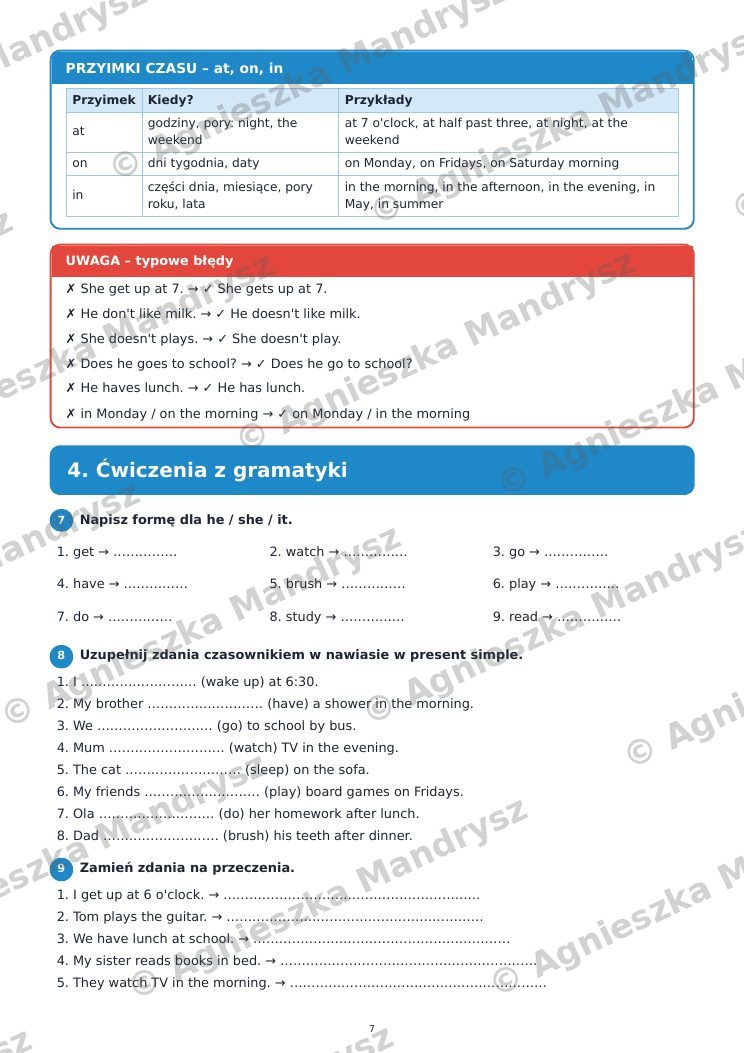 PRZYIMKI CZASU – at, on, in
Przyimek Kiedy? Przykłady
at godziny, pory: night, the weekend at 7 o'clock, at half past three, at night, at the weekend
on dni tygodnia, daty on Monday, on Fridays, on Saturday morning
in części dnia, miesiące, pory roku, lata in the morning, in the afternoon, in the evening, in May, in summer
UWAGA – typowe błędy
✗ She get up at 7. → ✓ She gets up at 7.
✗ He don't like milk. → ✓ He doesn't like milk.
✗ She doesn't plays. → ✓ She doesn't play.
✗ Does he goes to school? → ✓ Does he go to school?
✗ He haves lunch. → ✓ He has lunch.
✗ in Monday / on the morning → ✓ on Monday / in the morning
4. Ćwiczenia z gramatyki
7 Napisz formę dla he / she / it.
1. get → ............... 2. watch → ............... 3. go → ...............
4. have → ............... 5. brush → ............... 6. play → ...............
7. do → ............... 8. study → ............... 9. read → ...............
8 Uzupełnij zdania czasownikiem w nawiasie w present simple.
1. I ........................... (wake up) at 6:30.
2. My brother ........................... (have) a shower in the morning.
3. We ........................... (go) to school by bus.
4. Mum ........................... (watch) TV in the evening.
5. The cat ........................... (sleep) on the sofa.
6. My friends ........................... (play) board games on Fridays.
7. Ola ........................... (do) her homework after lunch.
8. Dad ........................... (brush) his teeth after dinner.
9 Zamień zdania na przeczenia.
1. I get up at 6 o'clock. → ............................................................
2. Tom plays the guitar. → ............................................................
3. We have lunch at school. → ............................................................
4. My sister reads books in bed. → ............................................................
5. They watch TV in the morning. → ............................................................
7
© Agnieszka Mandrysz